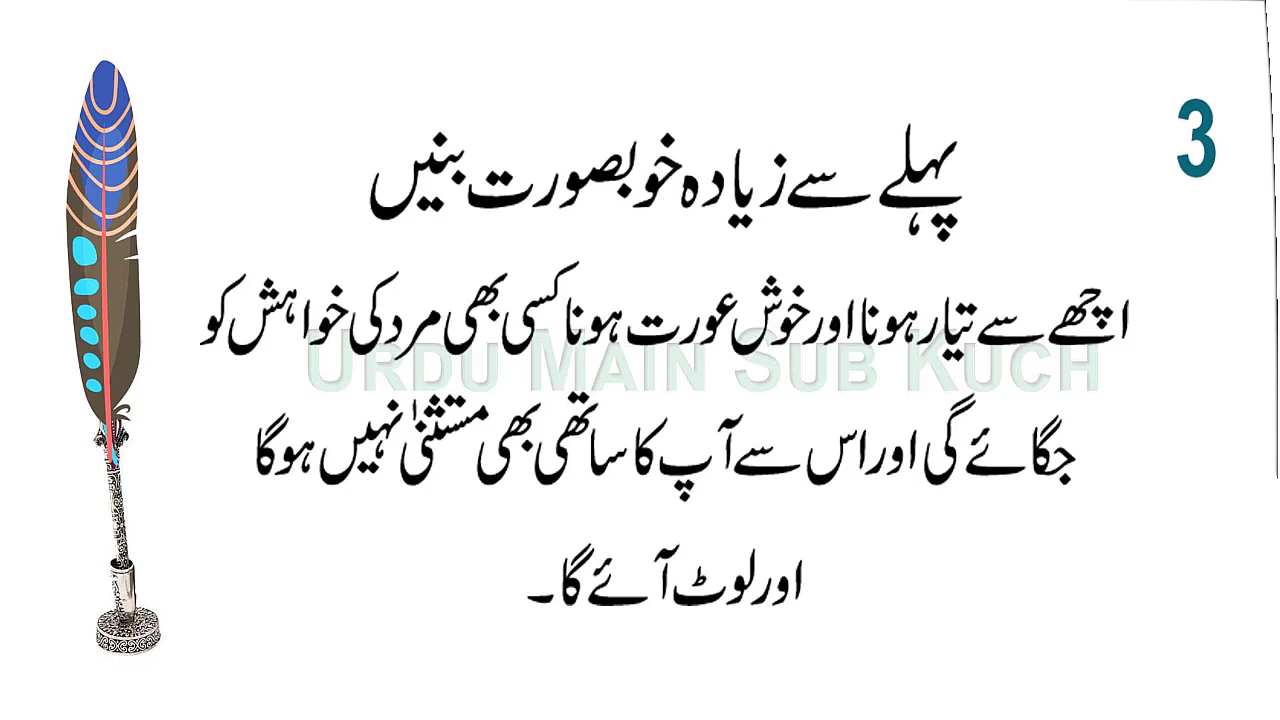 3
پہلے سے زیادہ خوبصورت بنیں
اچھے سے تیار ہونا اور خوش عورت ہونا کسی بھی مرد کی خواہش کو
URDU MAIN SUB KUCH
جگائے گی اور اس سے آپ کا ساتھی بھی مستثنیٰ نہیں ہوگا
اور لوٹ آئے گا۔